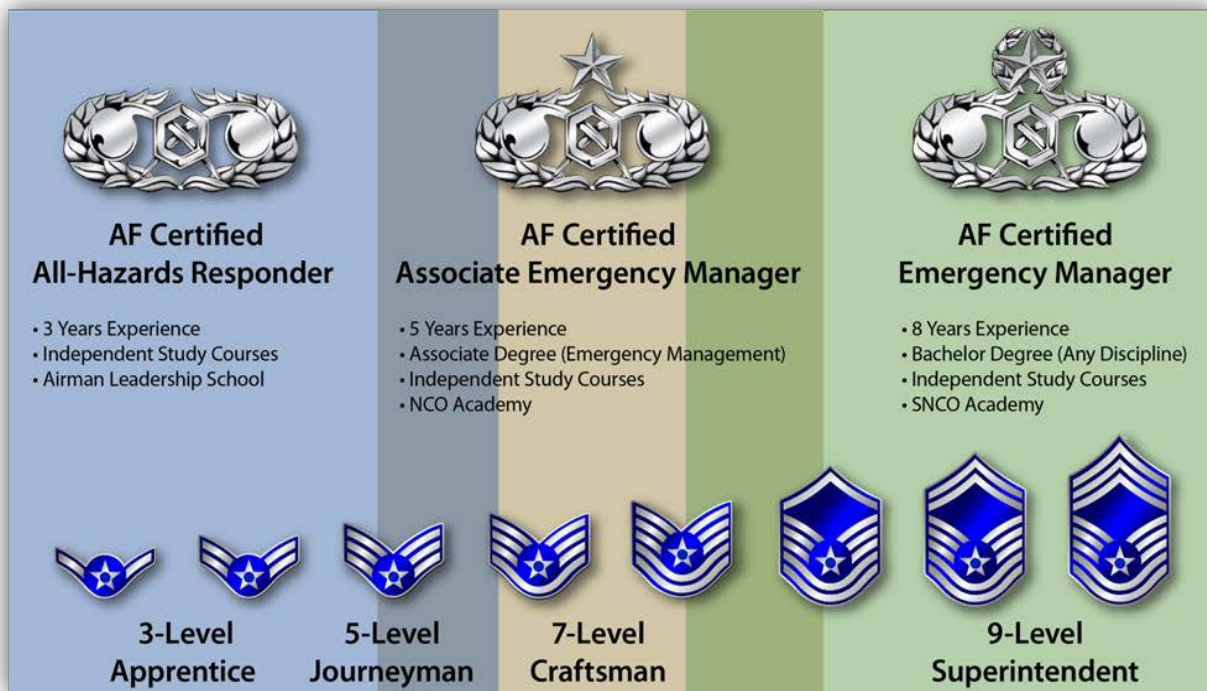 AF Certified
All-Hazards Responder
• 3 Years Experience
• Independent Study Courses
• Airman Leadership School
AF Certified
Associate Emergency Manager
• 5 Years Experience
• Associate Degree (Emergency Management)
• Independent Study Courses
• NCO Academy
AF Certified
Emergency Manager
• 8 Years Experience
• Bachelor Degree (Any Discipline)
• Independent Study Courses
• SNCO Academy
3-Level
Apprentice
5-Level
Journeyman
7-Level
Craftsman
9-Level
Superintendent